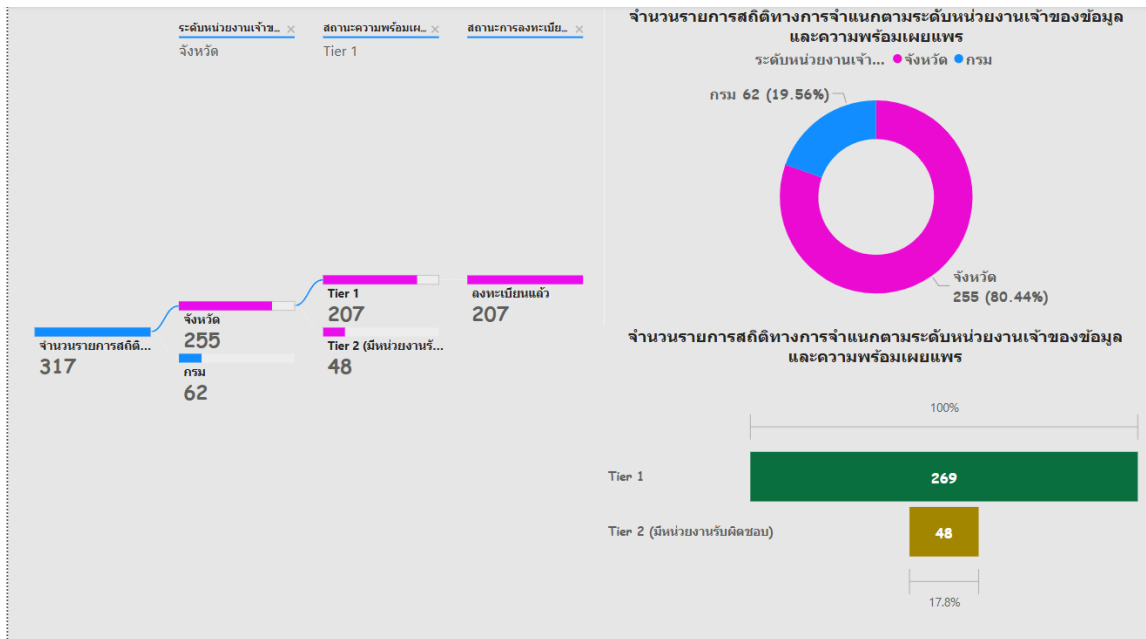 ระดับหน่วยงานเจ้าข... ×
สถานะความพร้อมเผ... ×
สถานะการลงทะเบีย... ×
จังหวัด
Tier 1
จำนวนรายการสถิติ...
317
จังหวัด
255
กรม
62
Tier 1
207
Tier 2 (มีหน่วยงานรั...
48
ลงทะเบียนแล้ว
207
จำนวนรายการสถิติทางการจำแนกตามระดับหน่วยงานเจ้าของข้อมูล
และความพร้อมเผยแพร
ระดับหน่วยงานเจ้า... จังหวัด กรม
กรม 62 (19.56%)
จังหวัด
255 (80.44%)
จำนวนรายการสถิติทางการจำแนกตามระดับหน่วยงานเจ้าของข้อมูล
และความพร้อมเผยแพร
100%
Tier 1
269
Tier 2 (มีหน่วยงานรับผิดชอบ)
48
17.8%